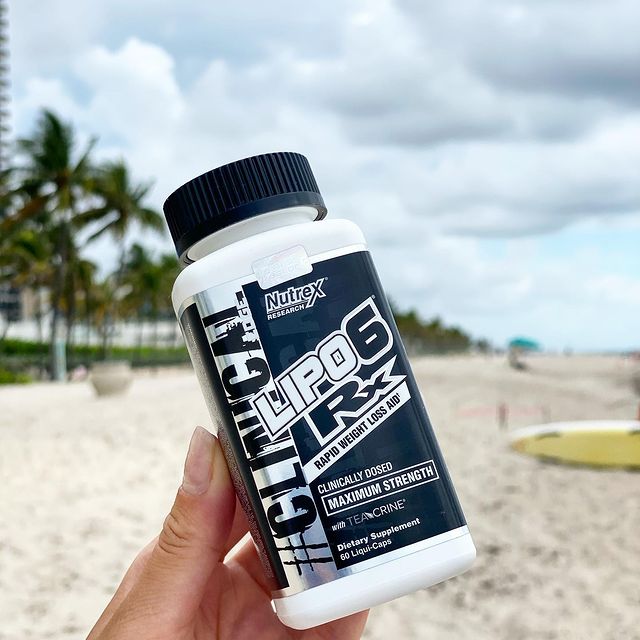 Nutrex
RESEARCH
#CLINICAL
EDGE
LIPO6
Rx
RAPID WEIGHT LOSS AID†
CLINICALLY DOSED
MAXIMUM STRENGTH
with TEACRINE®
Dietary Supplement
60 Liqui-Caps